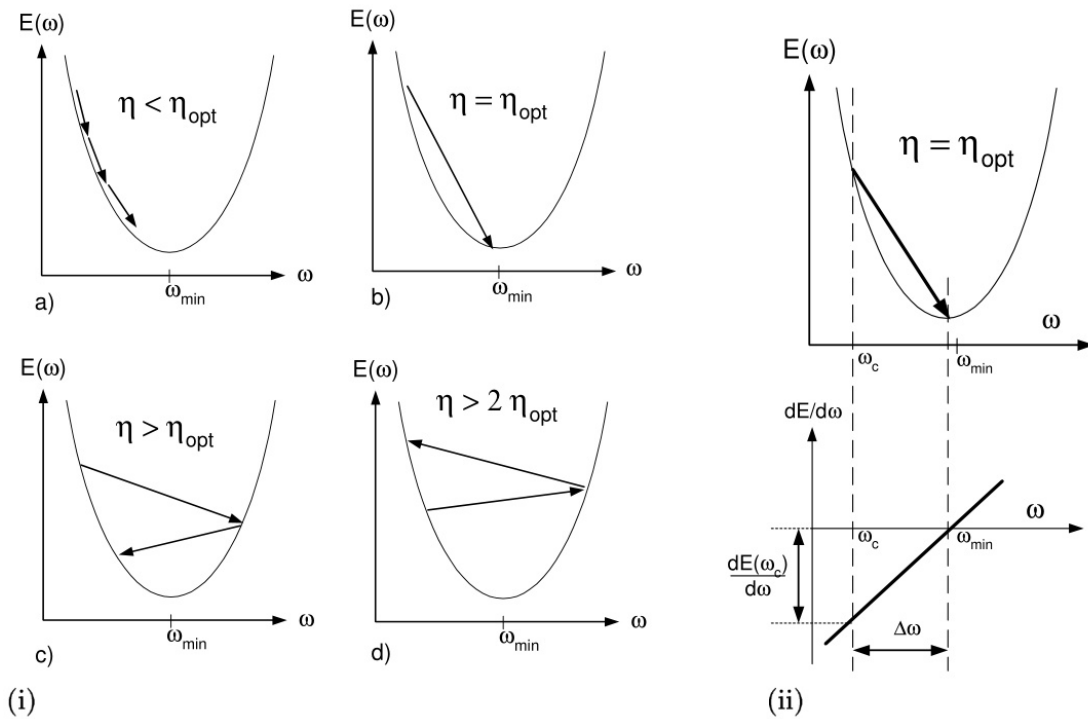 E(ω)
η < η_opt
ω
ω_min
a)
E(ω)
η = η_opt
ω
ω_min
b)
E(ω)
η > η_opt
ω
ω_min
c)
E(ω)
η > 2 η_opt
ω
ω_min
d)
(i)
E(ω)
η = η_opt
ω
ω_c
ω_min
dE/dω
ω
ω_c
ω_min
dE(ω_c)
dω
Δω
(ii)